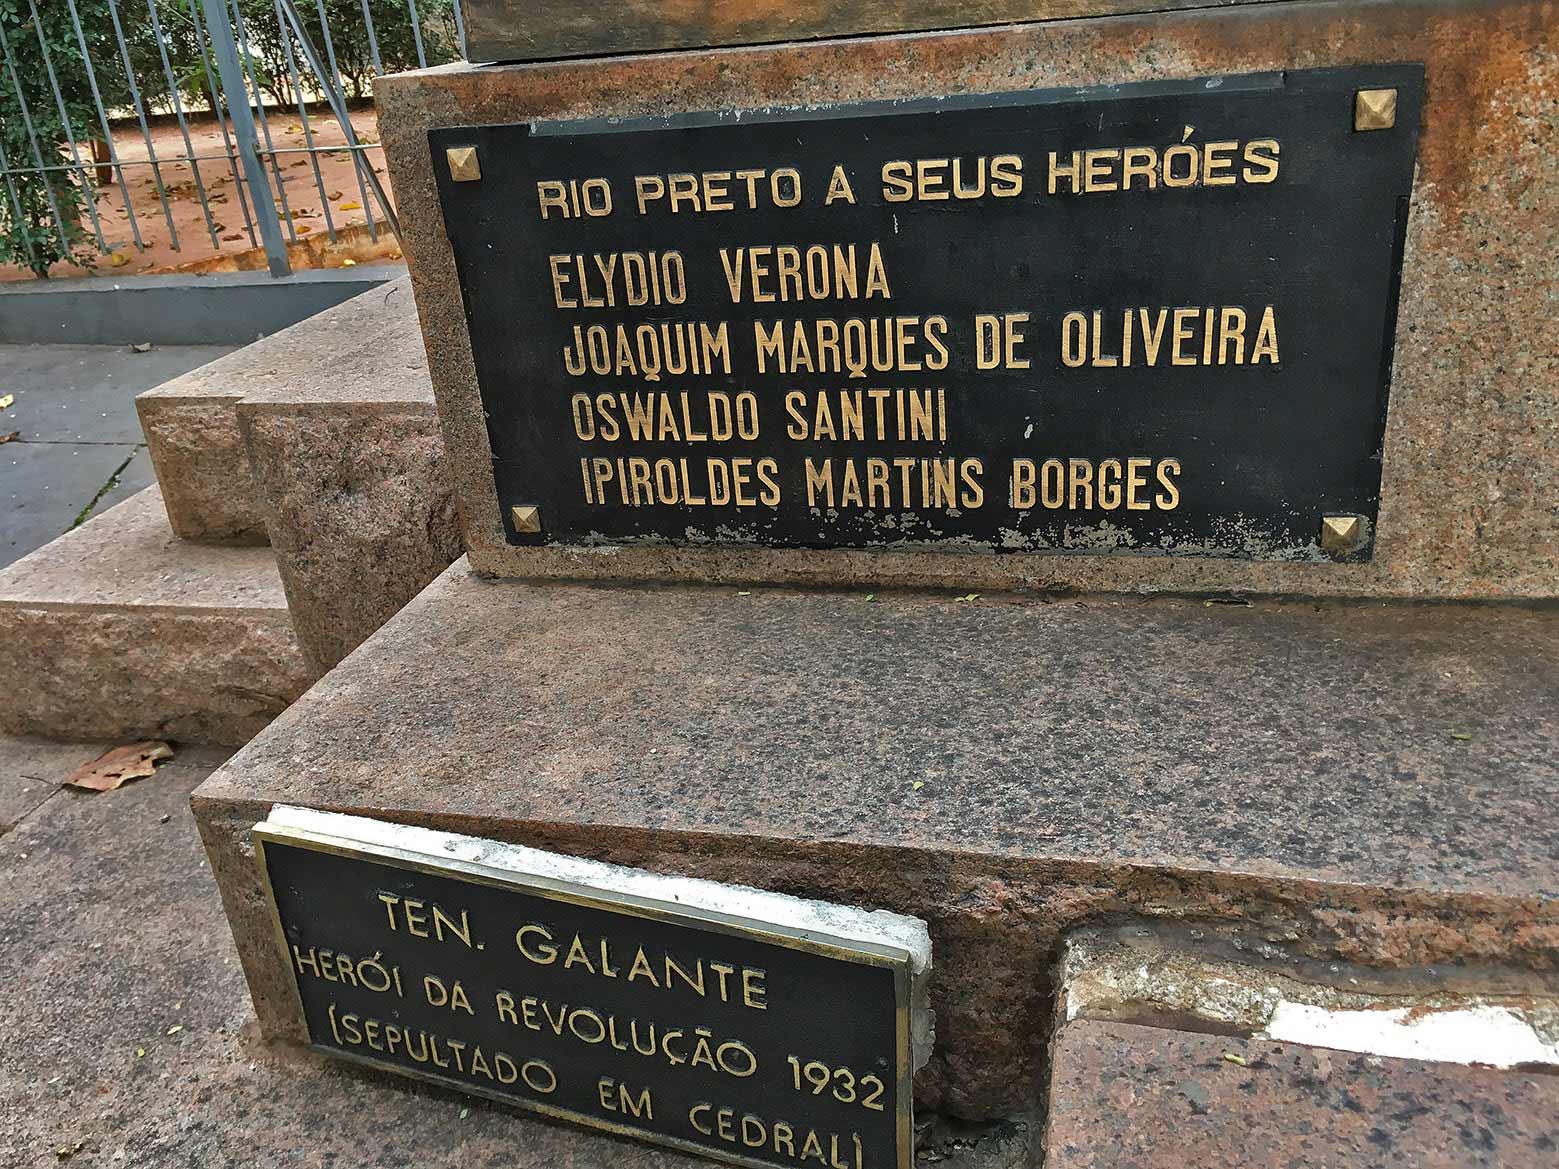 RIO PRETO A SEUS HERÓES
ELYDIO VERONA
JOAQUIM MARQUES DE OLIVEIRA
OSWALDO SANTINI
IPIROLDES MARTINS BORGES
TEN. GALANTE
HERÓI DA REVOLUÇÃO 1932
(SEPULTADO EM CEDRAL)